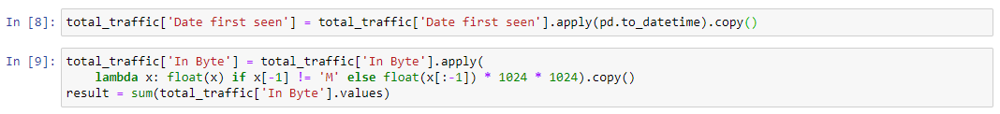 In [8]: total_traffic['Date first seen'] = total_traffic['Date first seen'].apply(pd.to_datetime).copy()
In [9]: total_traffic['In Byte'] = total_traffic['In Byte'].apply(
lambda x: float(x) if x[-1] != 'M' else float(x[:-1]) * 1024 * 1024).copy()
result = sum(total_traffic['In Byte'].values)